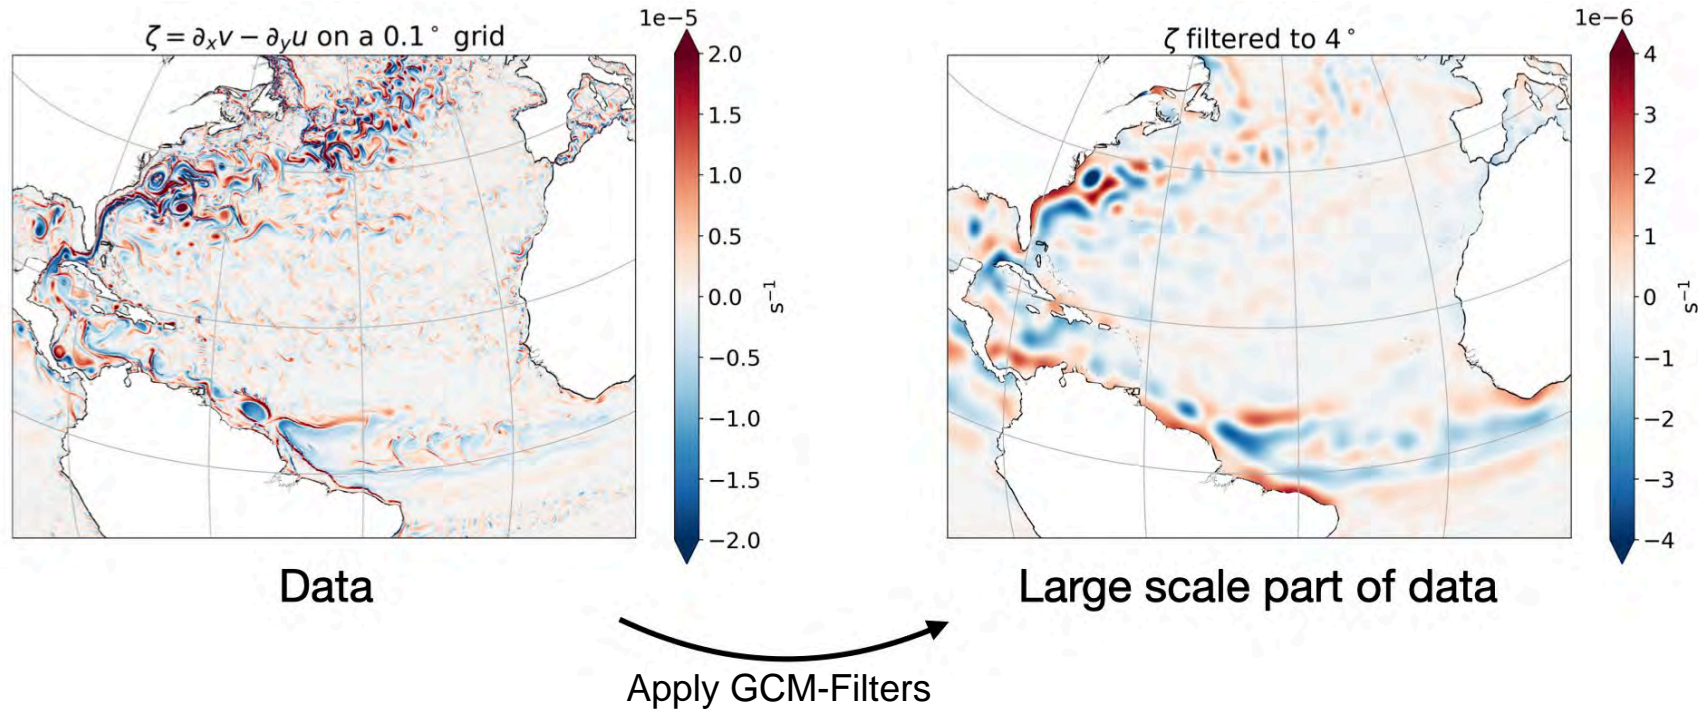 ζ = ∂ₓv − ∂ᵧu on a 0.1° grid
1e−5
2.0
1.5
1.0
0.5
0.0
−0.5
−1.0
−1.5
−2.0
s⁻¹
Data
ζ filtered to 4°
1e−6
4
3
2
1
0
−1
−2
−3
−4
s⁻¹
Large scale part of data
Apply GCM-Filters